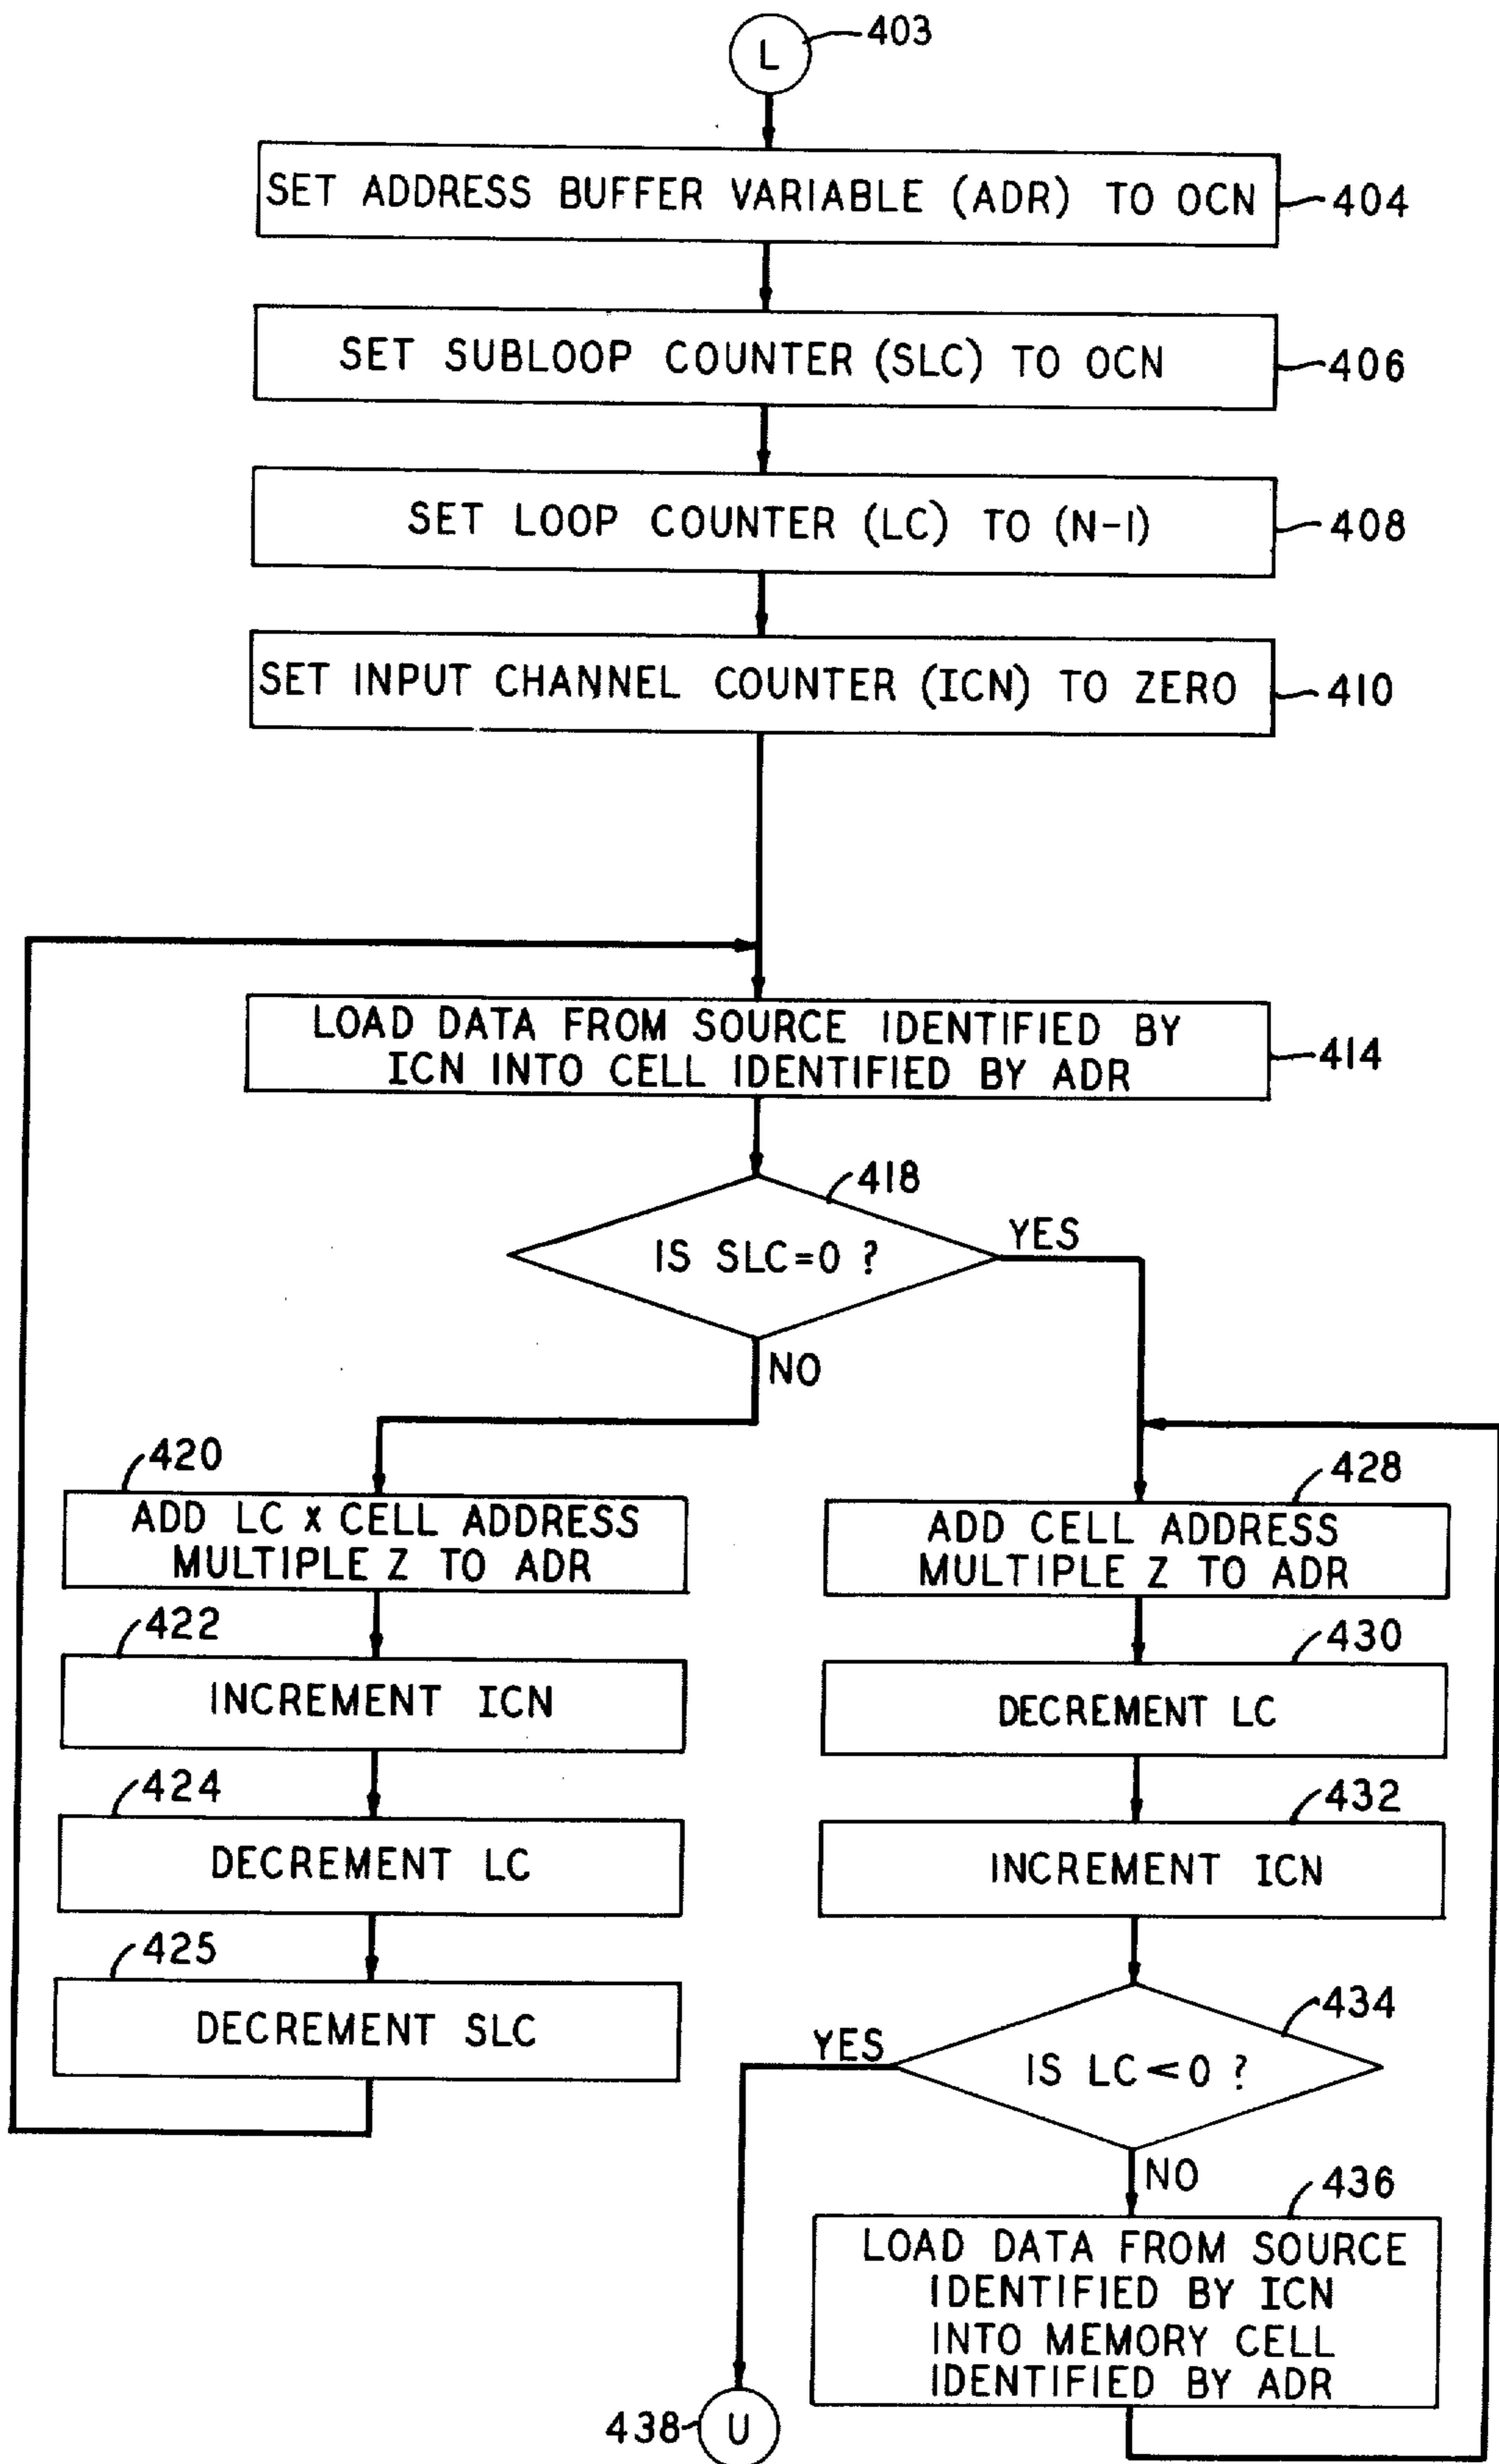 L
403
SET ADDRESS BUFFER VARIABLE (ADR) TO OCN
404
SET SUBLOOP COUNTER (SLC) TO OCN
406
SET LOOP COUNTER (LC) TO (N-1)
408
SET INPUT CHANNEL COUNTER (ICN) TO ZERO
410
LOAD DATA FROM SOURCE IDENTIFIED BY
ICN INTO CELL IDENTIFIED BY ADR
414
418
IS SLC=0 ?
YES
NO
420
ADD LC X CELL ADDRESS
MULTIPLE Z TO ADR
422
INCREMENT ICN
424
DECREMENT LC
425
DECREMENT SLC
428
ADD CELL ADDRESS
MULTIPLE Z TO ADR
430
DECREMENT LC
432
INCREMENT ICN
434
IS LC<0 ?
YES
NO
436
LOAD DATA FROM SOURCE
IDENTIFIED BY ICN
INTO MEMORY CELL
IDENTIFIED BY ADR
438
U